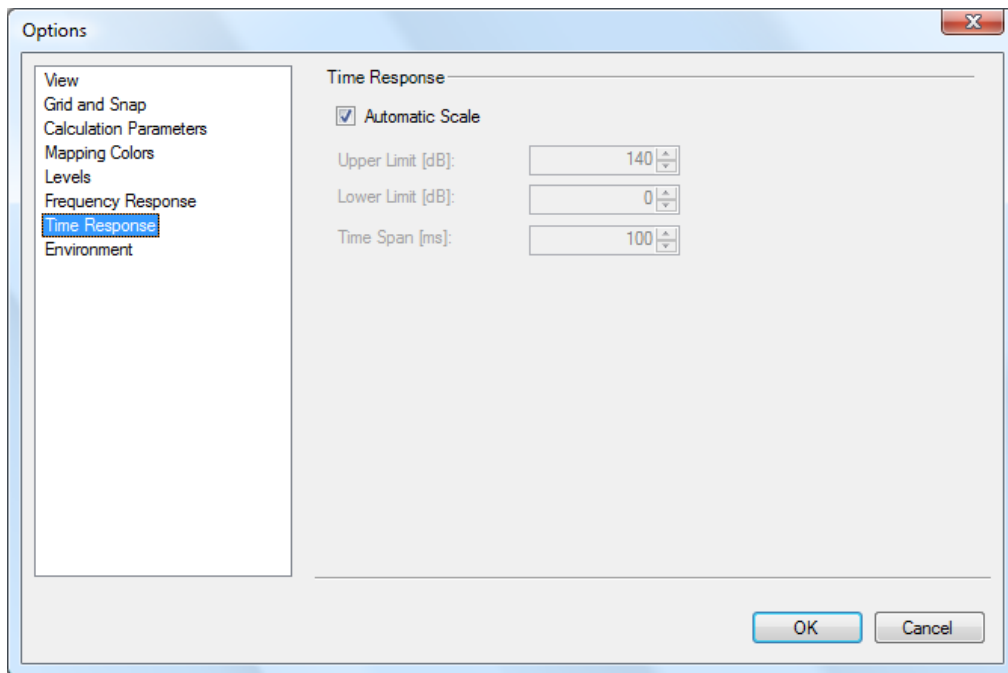 Options
View
Grid and Snap
Calculation Parameters
Mapping Colors
Levels
Frequency Response
Time Response
Environment
Time Response
Automatic Scale
Upper Limit [dB]: 140
Lower Limit [dB]: 0
Time Span [ms]: 100
OK Cancel